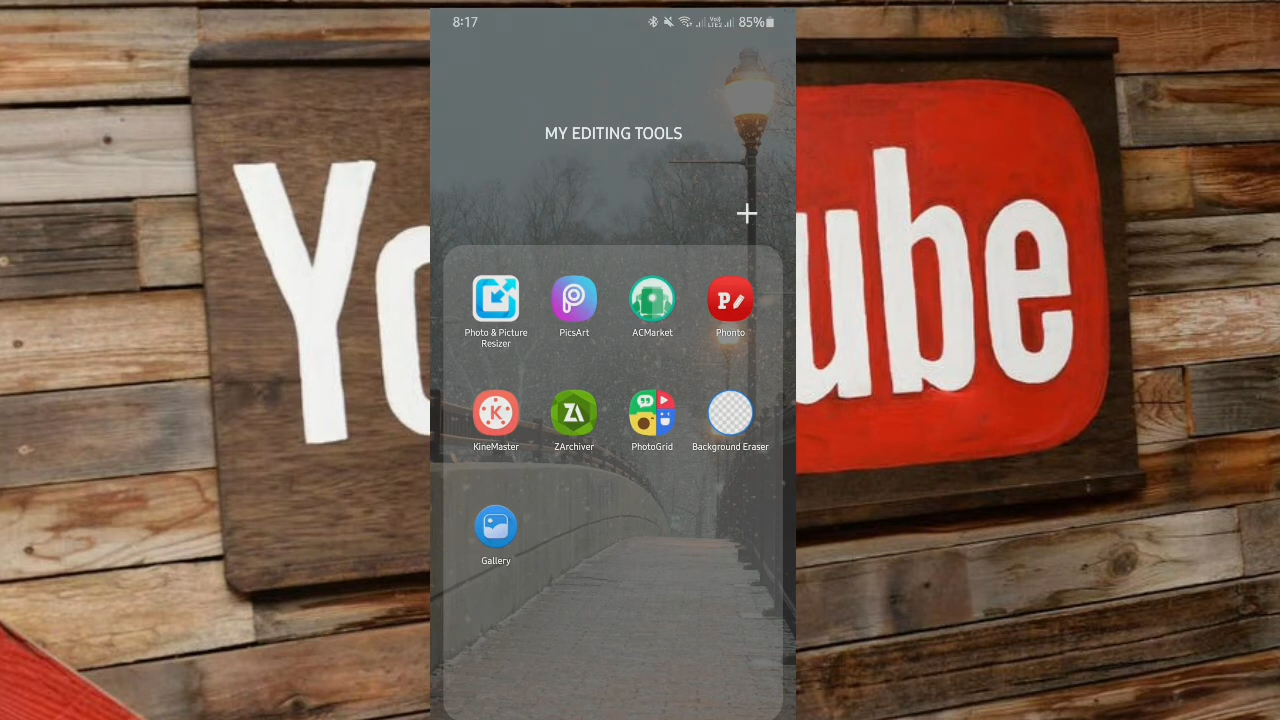 8:17
85%
MY EDITING TOOLS
Yo ube
Photo & Picture
Resizer
PicsArt
ACMarket
P
Phonto
K
KineMaster
ZA
ZArchiver
PhotoGrid
Background Eraser
Gallery